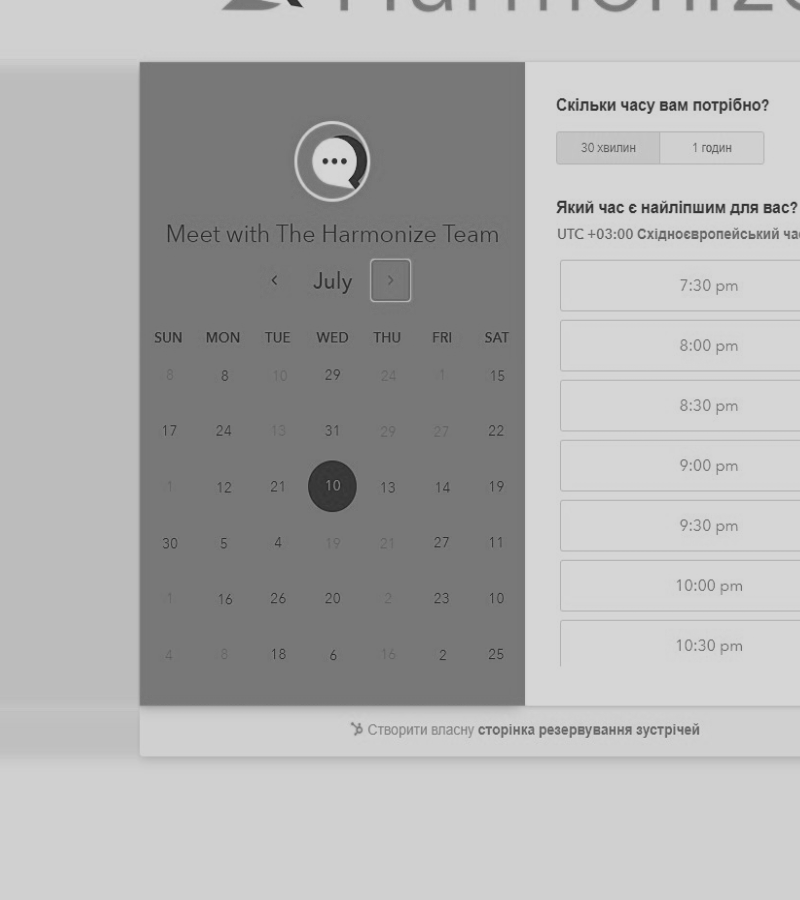 Harmonize
Meet with The Harmonize Team
July
SUN MON TUE WED THU FRI SAT
8 8 10 29 24 1 15
17 24 13 31 29 27 22
1 12 21 10 13 14 19
30 5 4 19 21 27 11
1 16 26 20 2 23 10
4 8 18 6 16 2 25
Скільки часу вам потрібно?
30 хвилин 1 годин
Який час є найліпшим для вас?
UTC +03:00 Східноєвропейський
7:30 pm
8:00 pm
8:30 pm
9:00 pm
9:30 pm
10:00 pm
10:30 pm
Створити власну сторінка резервування зустрічей